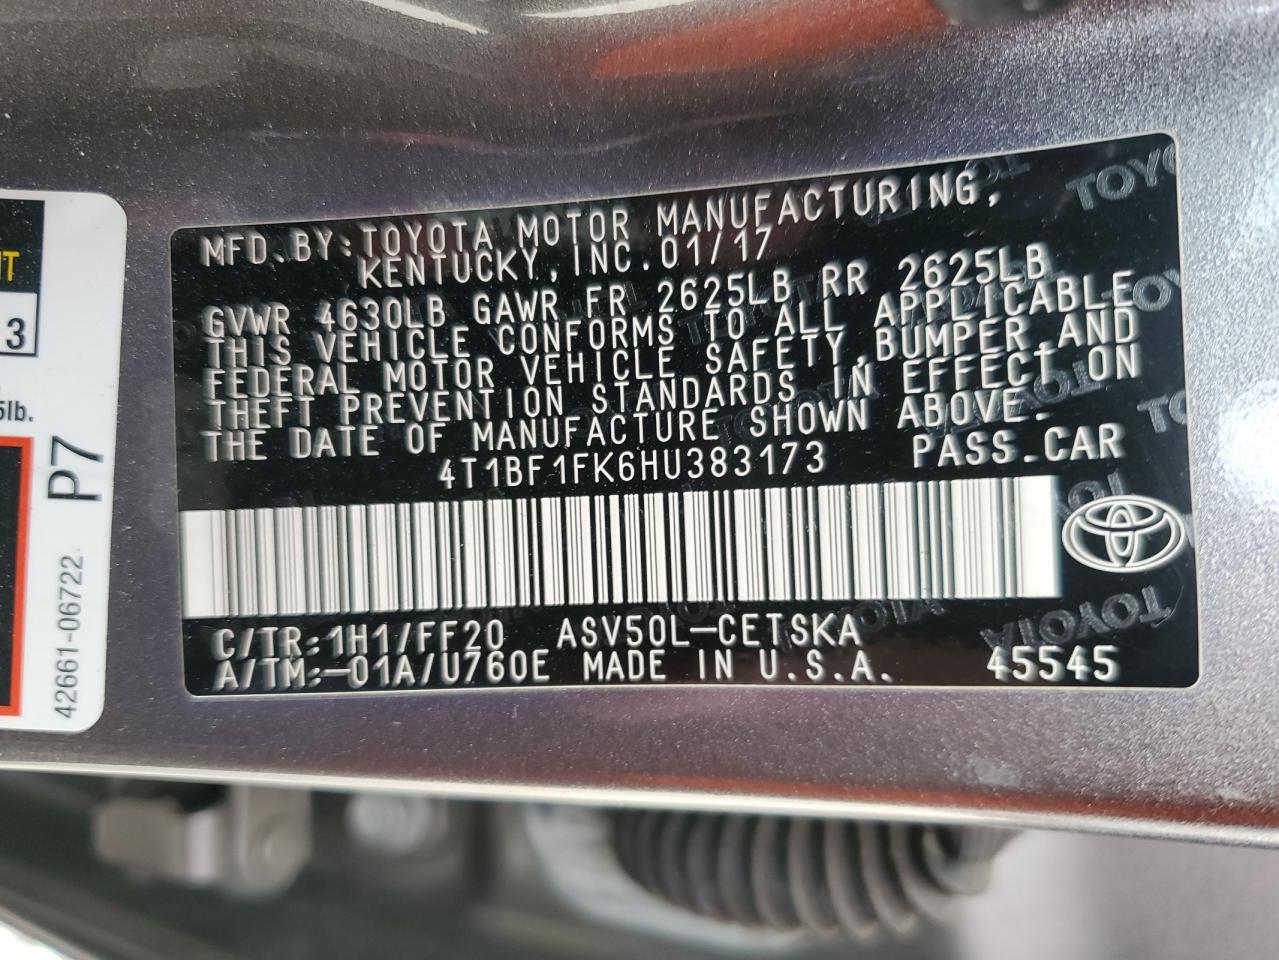 MFD.BY:TOYOTA MOTOR MANUFACTURING,
KENTUCKY,INC.01/17
GVWR 4630LB GAWR FR 2625LB RR 2625LB
THIS VEHICLE CONFORMS TO ALL APPLICABLE
FEDERAL MOTOR VEHICLE SAFETY,BUMPER,AND
THEFT PREVENTION STANDARDS IN EFFECT ON
THE DATE OF MANUFACTURE SHOWN ABOVE.
4T1BF1FK6HU383173 PASS.CAR
C/TR:1H1/FF20 ASV50L-CETSKA
A/TM:-01A/U760E MADE IN U.S.A. 45545
TOYOTA
3
5lb.
P7
42661-06722